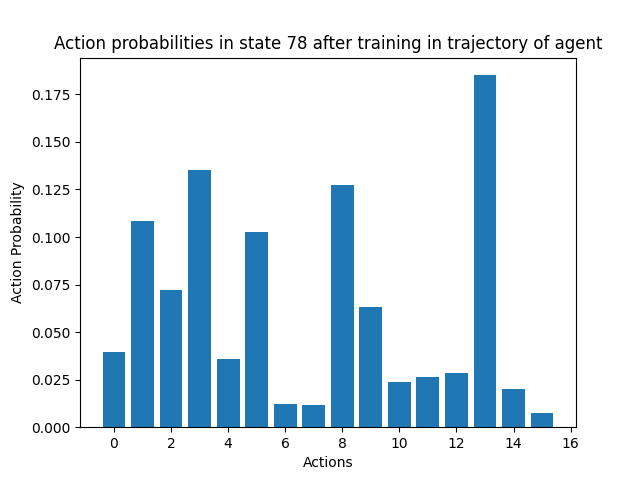 Action probabilities in state 78 after training in trajectory of agent
0.175
0.150
0.125
0.100
0.075
0.050
0.025
0.000
Action Probability
0 2 4 6 8 10 12 14 16
Actions